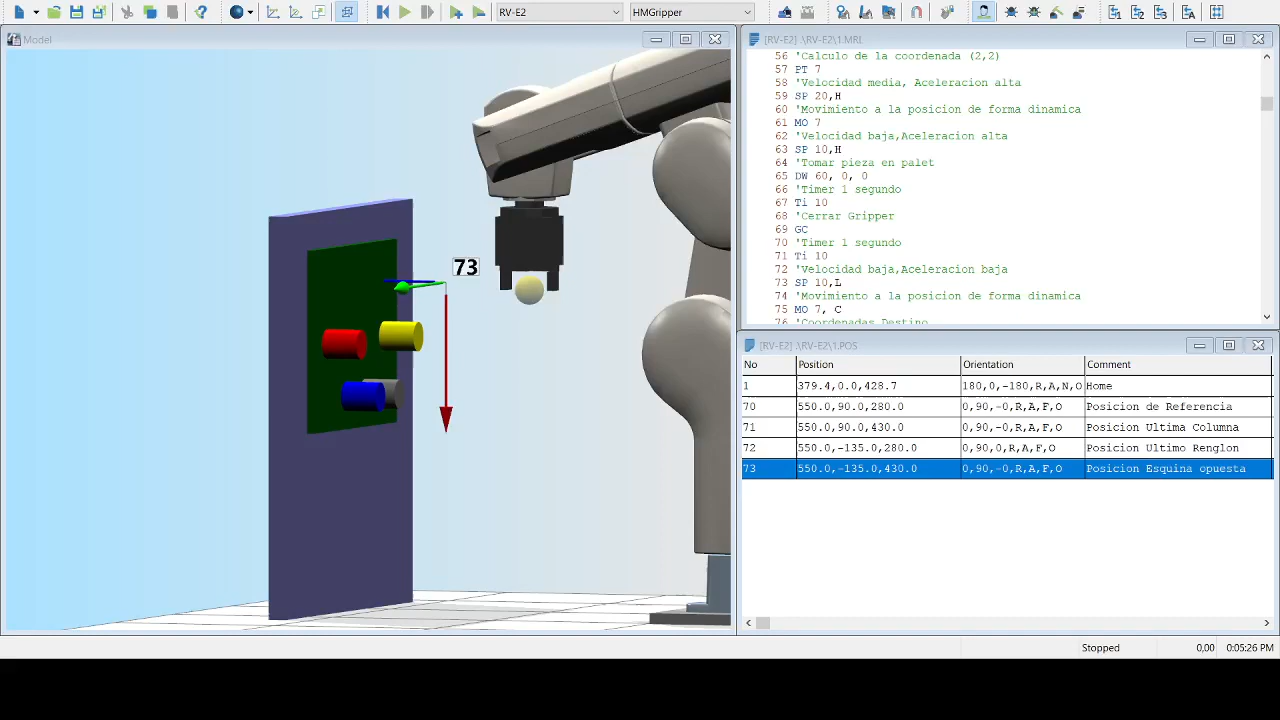 RV-E2
HMGripper
Model
73
[RV-E2] .\RV-E2\1.MRL
56 'Calculo de la coordenada (2,2)
57 PT 7
58 'Velocidad media, Aceleracion alta
59 SP 20,H
60 'Movimiento a la posicion de forma dinamica
61 MO 7
62 'Velocidad baja,Aceleracion alta
63 SP 10,H
64 'Tomar pieza en palet
65 DW 60, 0, 0
66 'Timer 1 segundo
67 Ti 10
68 'Cerrar Gripper
69 GC
70 'Timer 1 segundo
71 Ti 10
72 'Velocidad baja,Aceleracion baja
73 SP 10,L
74 'Movimiento a la posicion de forma dinamica
75 MO 7, C
76 'Coordenadas Destino
[RV-E2] .\RV-E2\1.POS
No Position Orientation Comment
1 379.4,0.0,428.7 180,0,-180,R,A,N,O Home
70 550.0,90.0,280.0 0,90,-0,R,A,F,O Posicion de Referencia
71 550.0,90.0,430.0 0,90,-0,R,A,F,O Posicion Ultima Columna
72 550.0,-135.0,280.0 0,90,0,R,A,F,O Posicion Ultimo Renglon
73 550.0,-135.0,430.0 0,90,-0,R,A,F,O Posicion Esquina opuesta
Stopped 0,00 0:05:26 PM